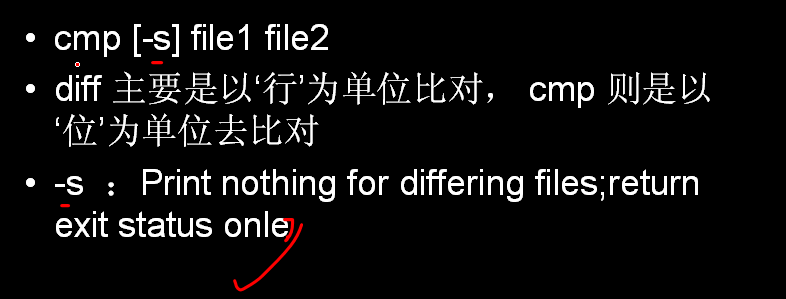 • cmp [-s] file1 file2
• diff 主要是以‘行’为单位比对， cmp 则是以
‘位’为单位去比对
• -s ：Print nothing for differing files;return
exit status onle